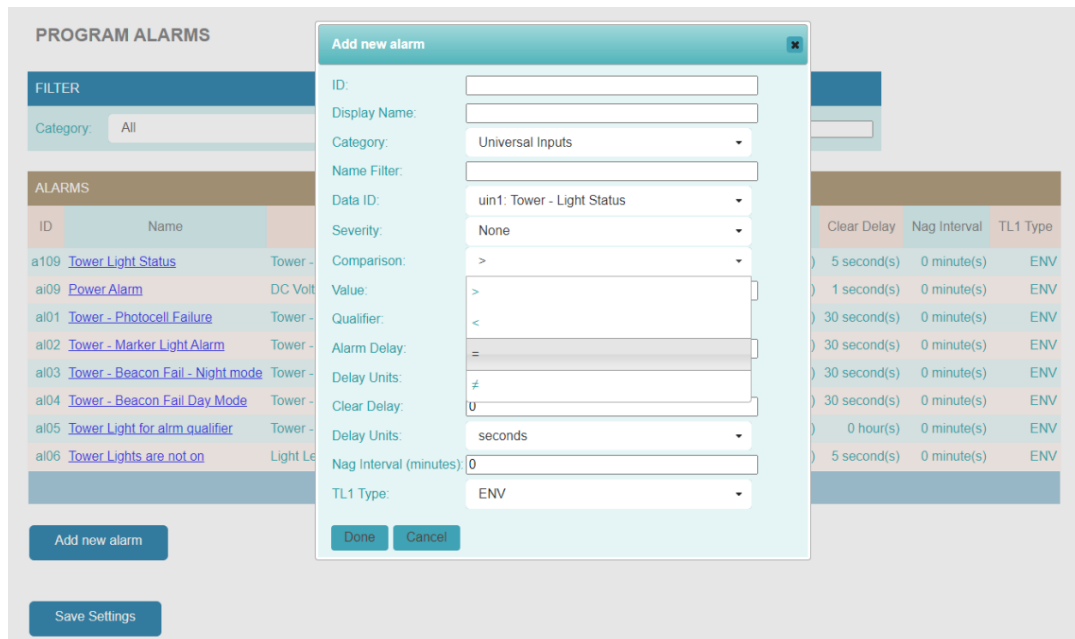 PROGRAM ALARMS
Add new alarm
FILTER
Category: All
ID:
Display Name:
Category: Universal Inputs
Name Filter:
Data ID: uin1: Tower - Light Status
Severity: None
Comparison: >
Value:
>
Qualifier:
<
Alarm Delay:
=
Delay Units:
≠
Clear Delay: 0
Delay Units: seconds
Nag Interval (minutes): 0
TL1 Type: ENV
Done Cancel
ALARMS
ID Name Clear Delay Nag Interval TL1 Type
a109 Tower Light Status Tower - ) 5 second(s) 0 minute(s) ENV
ai09 Power Alarm DC Volt ) 1 second(s) 0 minute(s) ENV
al01 Tower - Photocell Failure Tower - ) 30 second(s) 0 minute(s) ENV
al02 Tower - Marker Light Alarm Tower - ) 30 second(s) 0 minute(s) ENV
al03 Tower - Beacon Fail - Night mode Tower - ) 30 second(s) 0 minute(s) ENV
al04 Tower - Beacon Fail Day Mode Tower - ) 30 second(s) 0 minute(s) ENV
al05 Tower Light for alrm qualifier Tower - ) 0 hour(s) 0 minute(s) ENV
al06 Tower Lights are not on Light Le ) 5 second(s) 0 minute(s) ENV
Add new alarm
Save Settings